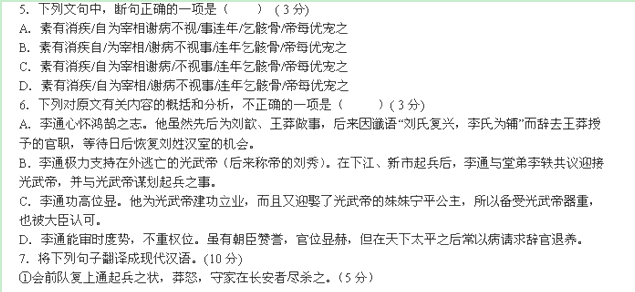 5．下列文句中，断句正确的一项是（　　）（3分)
A．素有消疾/自为宰相谢病不视/事连年/乞骸骨/帝每优宠之
B．素有消疾自/为宰相/谢病不视事/连年乞骸骨/帝每优宠之
C．素有消疾/自为宰相谢病/不视事/连年乞骸骨/帝每优宠之
D．素有消疾/自为宰相/谢病不视事/连年乞骸骨/帝每优宠之
6．下列对原文有关内容的概括和分析，不正确的一项是（　　）(3分)
A．李通心怀鸿鹄之志。他虽然先后为刘歆、王莽做事，后来因谶语“刘氏复兴，李氏为辅”而辞去王莽授
予的官职，等待日后恢复刘姓汉室的机会。
B．李通极力支持在外逃亡的光武帝（后来称帝的刘秀）。在下江、新市起兵后，李通与堂弟李轶共议迎接
光武帝，并与光武帝谋划起兵之事。
C．李通功高位显。他为光武帝建功立业，而且又迎娶了光武帝的妹妹宁平公主，所以备受光武帝器重，
也被大臣认可。
D．李通能审时度势，不重权位。虽有朝臣赞誉，官位显赫，但在天下太平之后常以病请求辞官退养。
7．将下列句子翻译成现代汉语。(10分)
①会前队复上通起兵之状，莽怒，守家在长安者尽杀之。（5分）